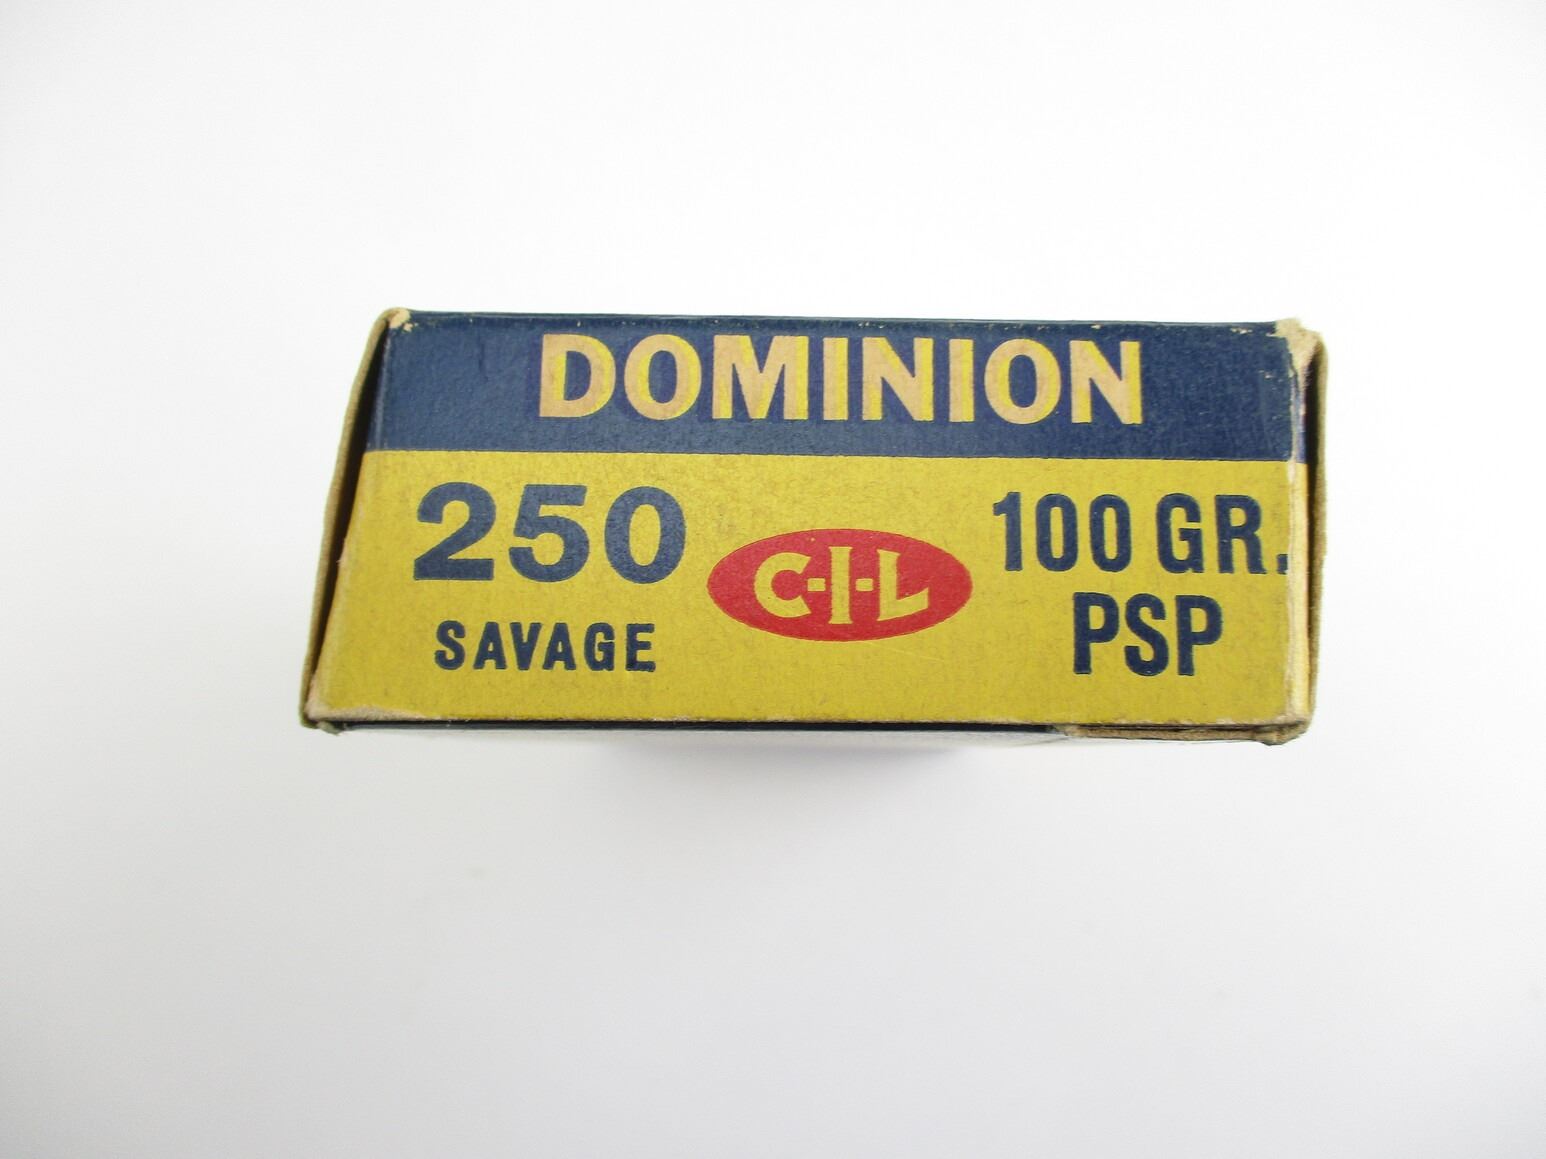 DOMINION
250
SAVAGE
C-I-L
100 GR.
PSP